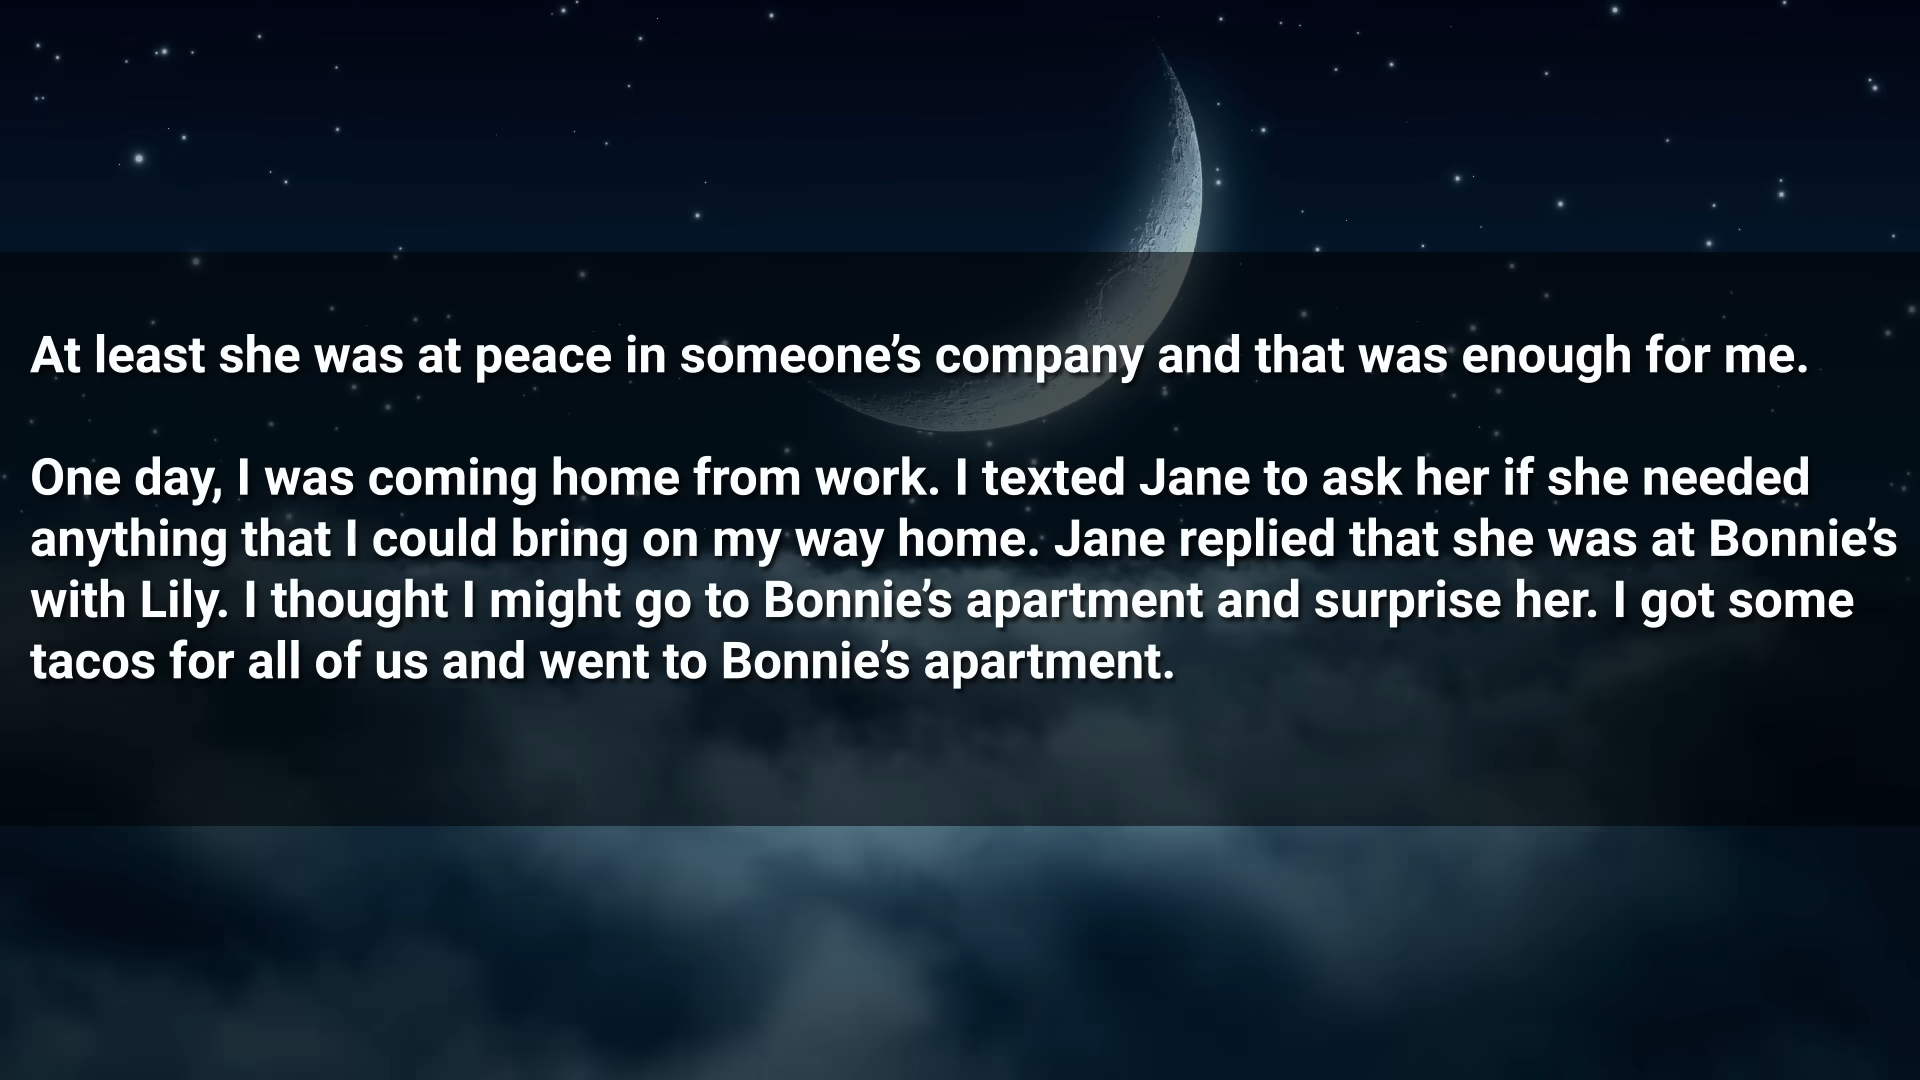 At least she was at peace in someone’s company and that was enough for me.
One day, I was coming home from work. I texted Jane to ask her if she needed
anything that I could bring on my way home. Jane replied that she was at Bonnie’s
with Lily. I thought I might go to Bonnie’s apartment and surprise her. I got some
tacos for all of us and went to Bonnie’s apartment.